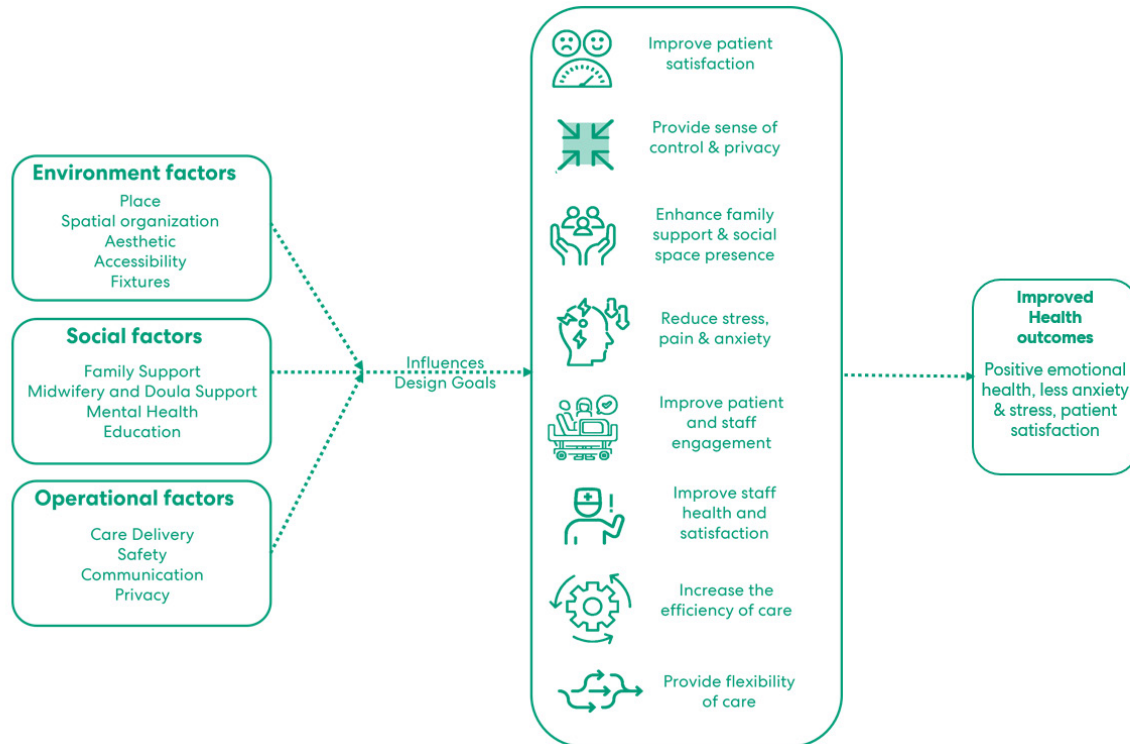 Environment factors
Place
Spatial organization
Aesthetic
Accessibility
Fixtures
Social factors
Family Support
Midwifery and Doula Support
Mental Health
Education
Operational factors
Care Delivery
Safety
Communication
Privacy
Influences
Design Goals
Improve patient
satisfaction
Provide sense of
control & privacy
Enhance family
support & social
space presence
Reduce stress,
pain & anxiety
Improve patient
and staff
engagement
Improve staff
health and
satisfaction
Increase the
efficiency of care
Provide flexibility
of care
Improved
Health
outcomes
Positive emotional
health, less anxiety
& stress, patient
satisfaction